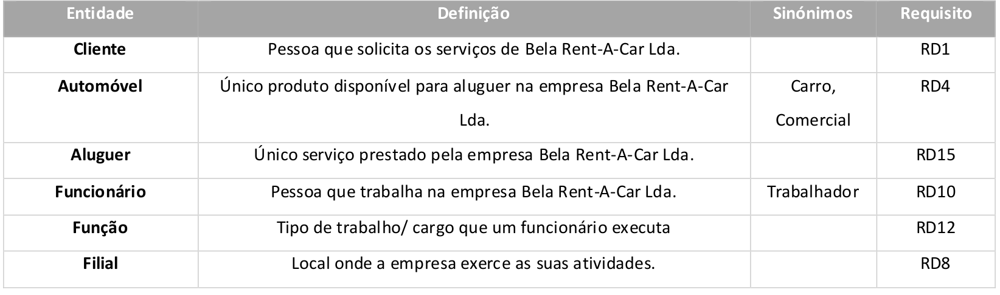 Entidade Definição Sinónimos Requisito
Cliente Pessoa que solicita os serviços de Bela Rent-A-Car Lda. RD1
Automóvel Único produto disponível para aluguer na empresa Bela Rent-A-Car Carro, RD4
Lda. Comercial
Aluguer Único serviço prestado pela empresa Bela Rent-A-Car Lda. RD15
Funcionário Pessoa que trabalha na empresa Bela Rent-A-Car Lda. Trabalhador RD10
Função Tipo de trabalho/ cargo que um funcionário executa RD12
Filial Local onde a empresa exerce as suas atividades. RD8